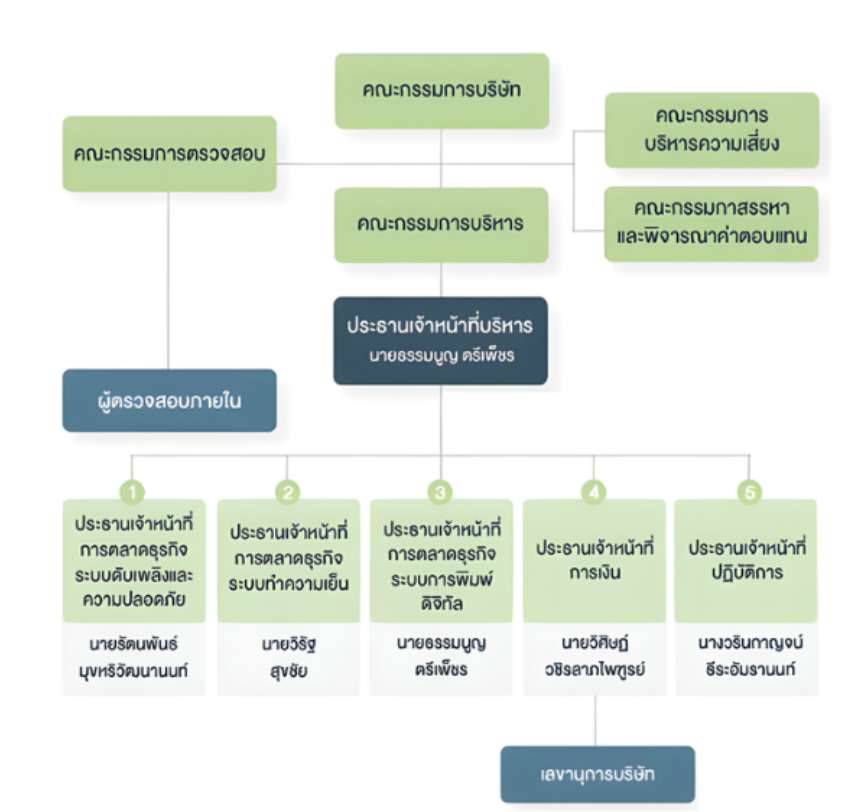 คณะกรรมการบริษัท
คณะกรรมการตรวจสอบ
คณะกรรมการ
บริหารความเสี่ยง
คณะกรรมการบริหาร
คณะกรรมกาสรรหา
และพิจารณาค่าตอบแทน
ประธานเจ้าหน้าที่บริหาร
นายธรรมนูญ ตรีเพ็ชร
ผู้ตรวจสอบภายใน
1
ประธานเจ้าหน้าที่
การตลาดธุรกิจ
ระบบดับเพลิงและ
ความปลอดภัย
นายรัตนพันธ์
มุขหริวัฒนานนท์
2
ประธานเจ้าหน้าที่
การตลาดธุรกิจ
ระบบทำความเย็น
นายวิรัฐ
สุขชัย
3
ประธานเจ้าหน้าที่
การตลาดธุรกิจ
ระบบการพิมพ์
ดิจิทัล
นายธรรมนูญ
ตรีเพ็ชร
4
ประธานเจ้าหน้าที่
การเงิน
นายวิศิษฎ์
วชิรลาภไพฑูรย์
5
ประธานเจ้าหน้าที่
ปฏิบัติการ
นางวรินกาญจน์
ธีระอัมรานนท์
เลขานุการบริษัท